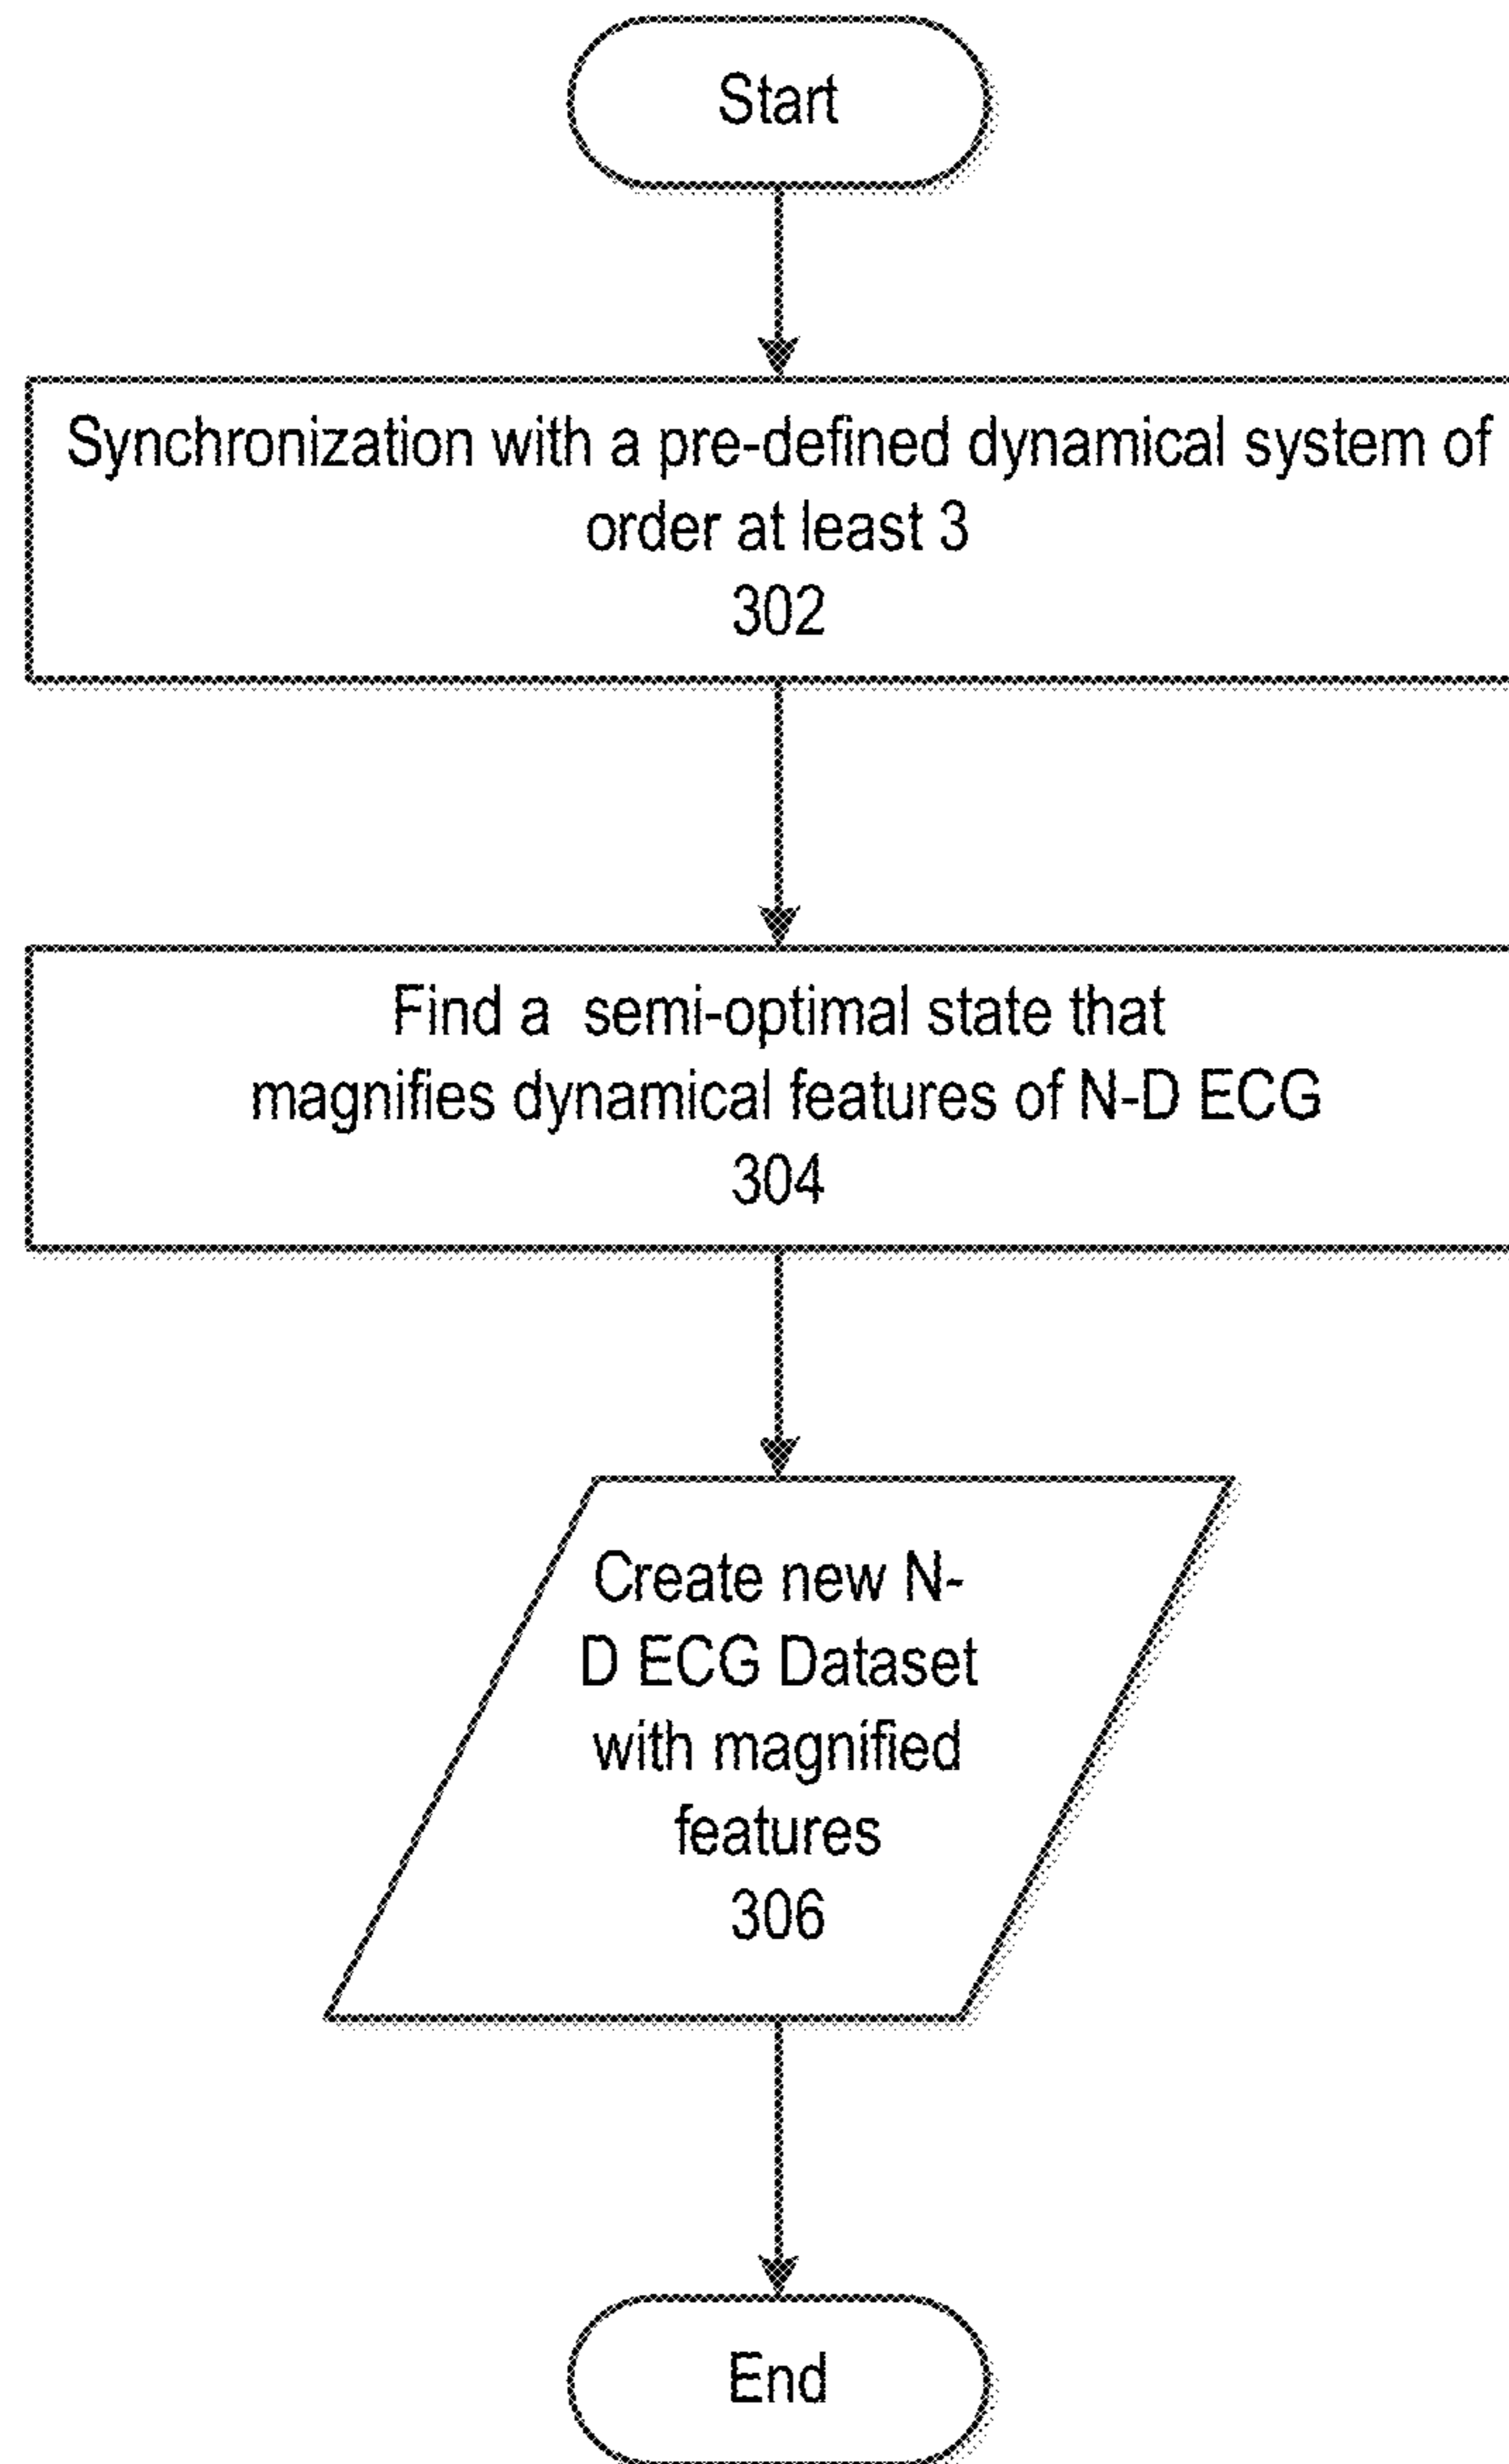 Start
Synchronization with a pre-defined dynamical system of
order at least 3
302
Find a semi-optimal state that
magnifies dynamical features of N-D ECG
304
Create new N-
D ECG Dataset
with magnified
features
306
End